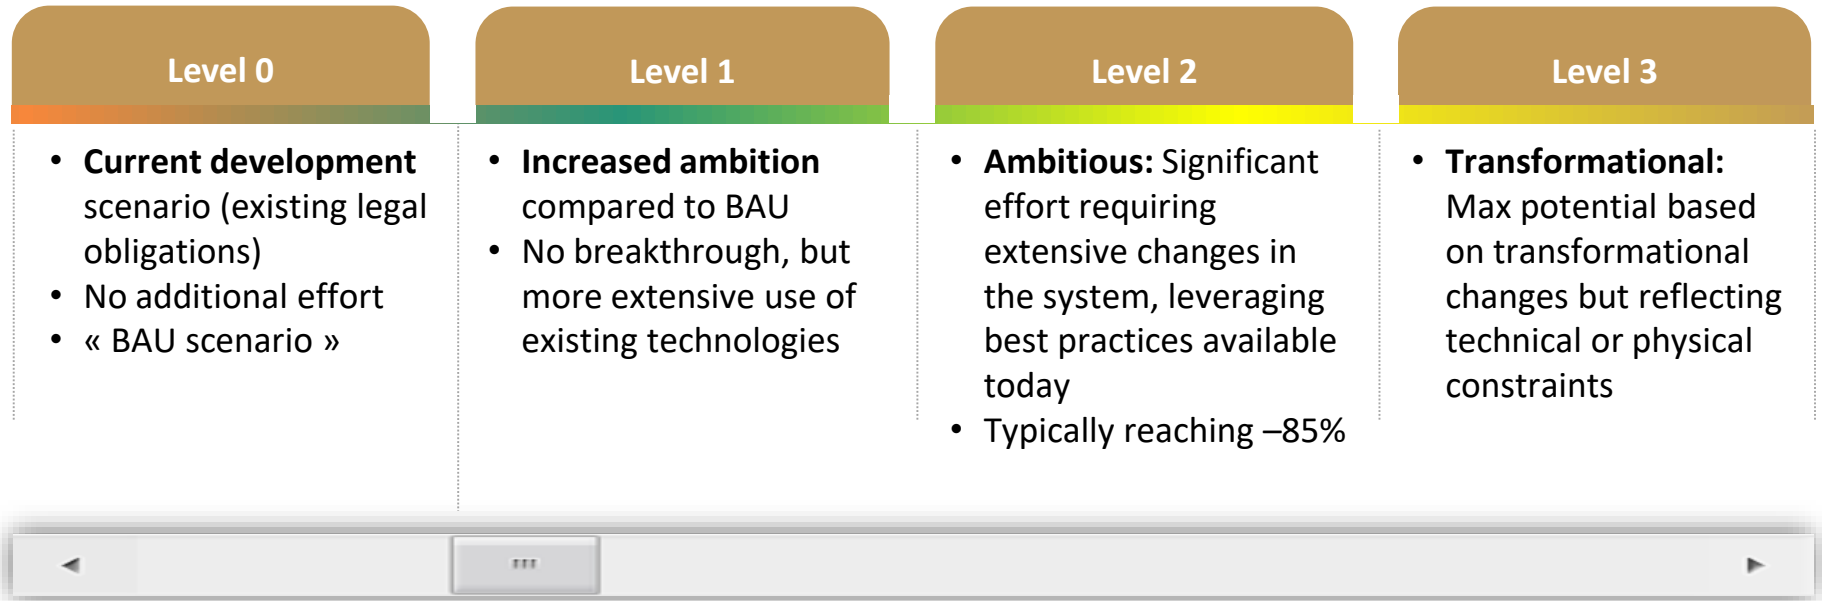 Level 0
• Current development
scenario (existing legal
obligations)
• No additional effort
• « BAU scenario »
Level 1
• Increased ambition
compared to BAU
• No breakthrough, but
more extensive use of
existing technologies
Level 2
• Ambitious: Significant
effort requiring
extensive changes in
the system, leveraging
best practices available
today
• Typically reaching –85%
Level 3
• Transformational:
Max potential based
on transformational
changes but reflecting
technical or physical
constraints